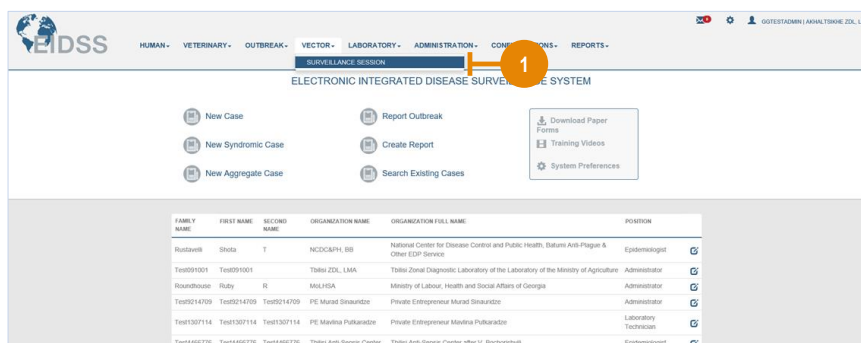 EIDSS
GGTESTADMIN | AKHALTSIKHE ZDL, L
HUMAN VETERINARY OUTBREAK VECTOR LABORATORY ADMINISTRATION REPORTS
SURVEILLANCE SESSION
1
ELECTRONIC INTEGRATED DISEASE SYSTEM
New Case Report Outbreak Download Paper
Forms
New Syndromic Case Create Report Training Videos
New Aggregate Case Search Existing Cases System Preferences
FAMILY FIRST NAME SECOND ORGANIZATION NAME ORGANIZATION FULL NAME POSITION
NAME NAME
Rustaveli Shota T NCDC&PH, BB National Center for Disease Control and Public Health, Batumi Anti-Plague & Epidemiologist
Other EDP Service
Test091001 Test091001 Tbilisi ZDL, LMA Tbilisi Zonal Diagnostic Laboratory of the Laboratory of the Ministry of Agriculture Administrator
Roundhouse Ruby R MoLHSA Ministry of Labour, Health and Social Affairs of Georgia Administrator
Test9214709 Test9214709 Test9214709 PE Murad Sinauridze Private Entrepreneur Murad Sinauridze Administrator
Test1307114 Test1307114 Test1307114 PE Mavlina Putkaradze Private Entrepreneur Mavlina Putkaradze Laboratory
Technician